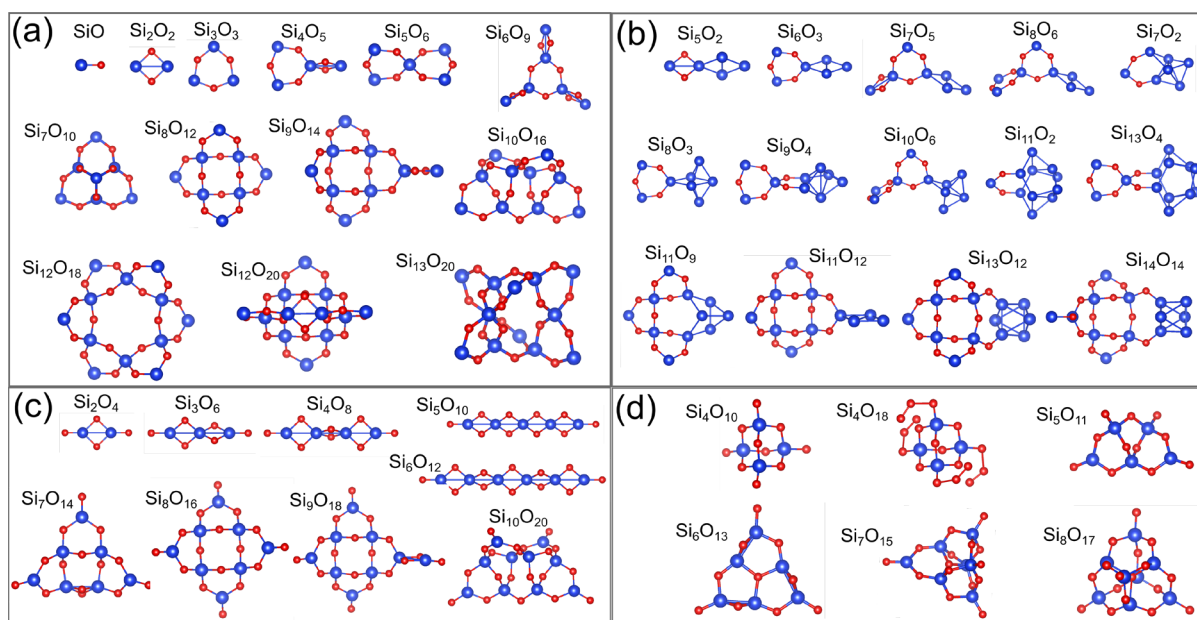 (a)
SiO Si₂O₂ Si₃O₃ Si₄O₅ Si₅O₆ Si₆O₉
Si₇O₁₀ Si₈O₁₂ Si₉O₁₄ Si₁₀O₁₆
Si₁₂O₁₈ Si₁₂O₂₀ Si₁₃O₂₀
(b)
Si₅O₂ Si₆O₃ Si₇O₅ Si₈O₆ Si₇O₂
Si₈O₃ Si₉O₄ Si₁₀O₆ Si₁₁O₂ Si₁₃O₄
Si₁₁O₉ Si₁₁O₁₂ Si₁₃O₁₂ Si₁₄O₁₄
(c)
Si₂O₄ Si₃O₆ Si₄O₈ Si₅O₁₀
Si₆O₁₂
Si₇O₁₄ Si₈O₁₆ Si₉O₁₈ Si₁₀O₂₀
(d)
Si₄O₁₀ Si₄O₁₈ Si₅O₁₁
Si₆O₁₃ Si₇O₁₅ Si₈O₁₇